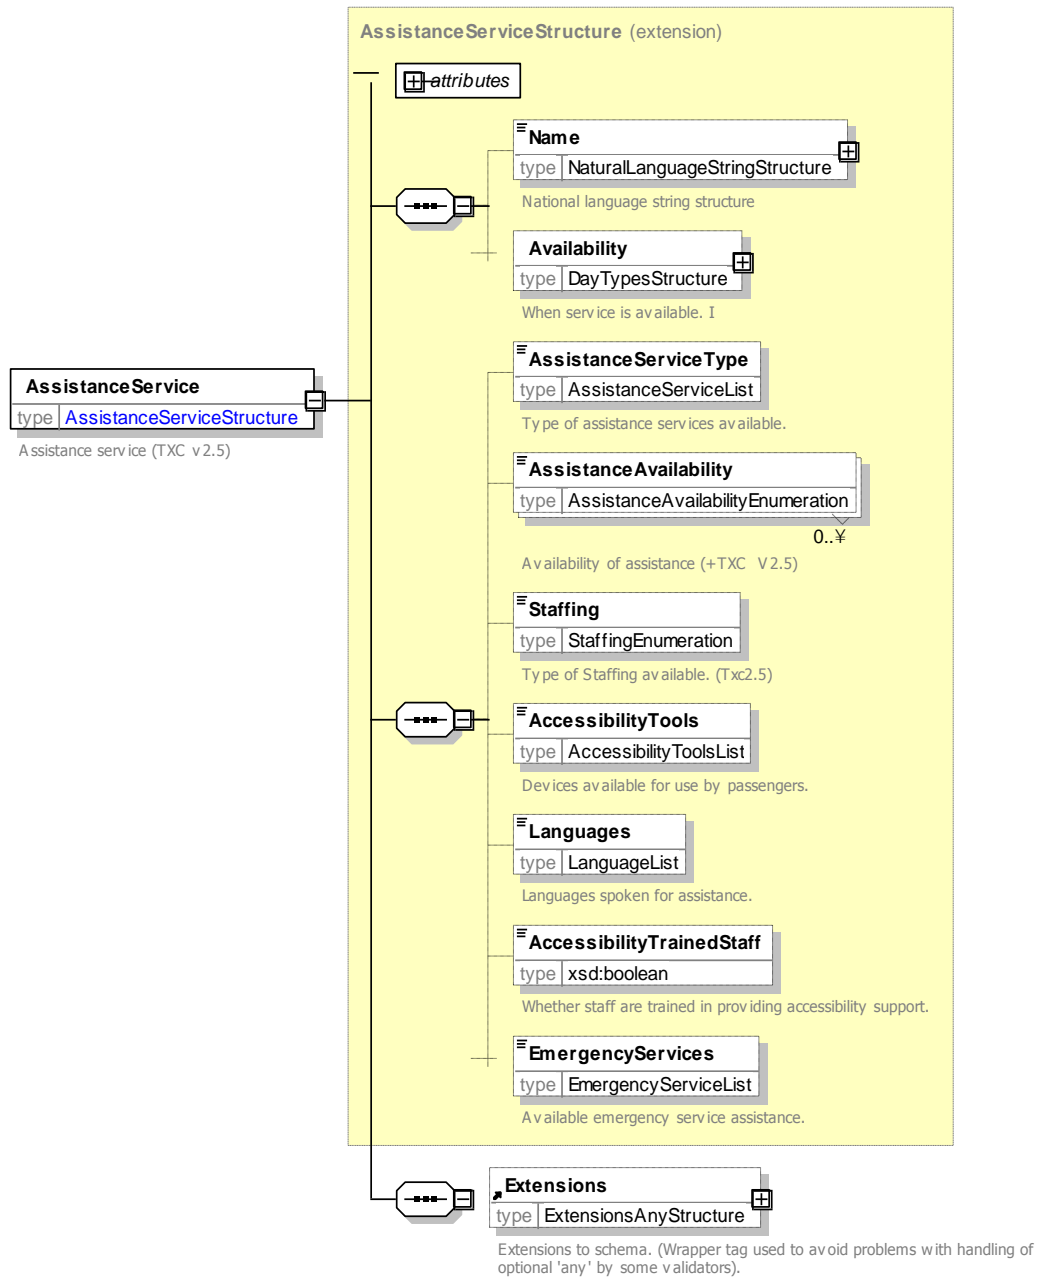 AssistanceServiceStructure (extension)
attributes
Name
type NaturalLanguageStringStructure
National language string structure
Availability
type DayTypesStructure
When service is available. I
AssistanceService
type AssistanceServiceStructure
Assistance service (TXC v2.5)
AssistanceServiceType
type AssistanceServiceList
Type of assistance services available.
AssistanceAvailability
type AssistanceAvailabilityEnumeration
0..¥
Availability of assistance (+TXC V2.5)
Staffing
type StaffingEnumeration
Type of Staffing available. (Txc2.5)
AccessibilityTools
type AccessibilityToolsList
Devices available for use by passengers.
Languages
type LanguageList
Languages spoken for assistance.
AccessibilityTrainedStaff
type xsd:boolean
Whether staff are trained in providing accessibility support.
EmergencyServices
type EmergencyServiceList
Available emergency service assistance.
Extensions
type ExtensionsAnyStructure
Extensions to schema. (Wrapper tag used to avoid problems with handling of
optional 'any' by some validators).